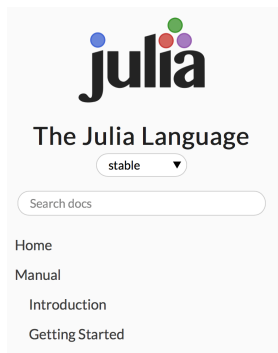 julia
The Julia Language
stable
Search docs
Home
Manual
Introduction
Getting Started